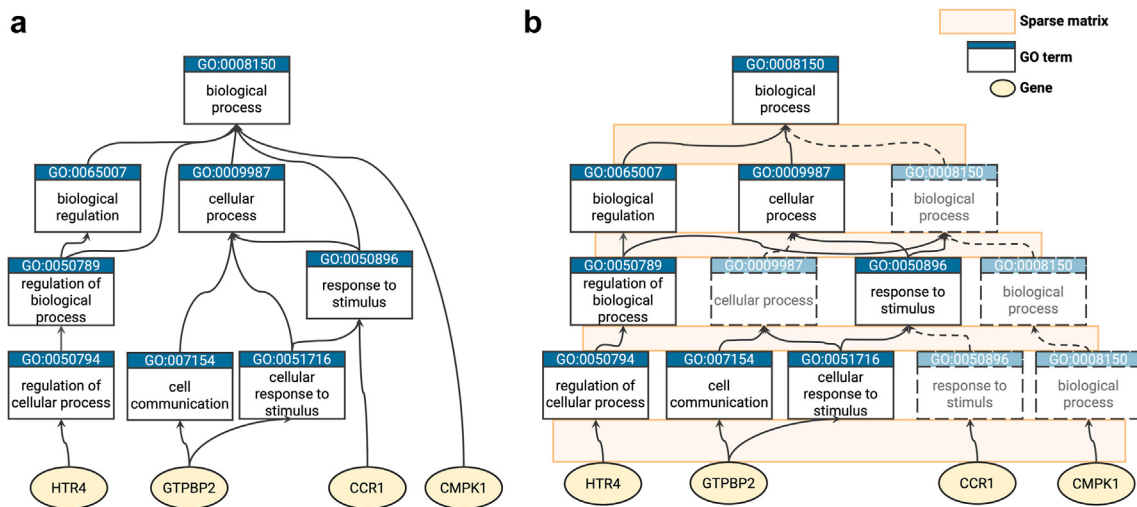 a
GO:0008150
biological
process
GO:0065007
biological
regulation
GO:0009987
cellular
process
GO:0050789
regulation of
biological
process
GO:0050896
response to
stimulus
GO:0050794
regulation of
cellular process
GO:007154
cell
communication
GO:0051716
cellular
response to
stimulus
HTR4
GTPBP2
CCR1
CMPK1
b
Sparse matrix
GO term
Gene
GO:0008150
biological
process
GO:0065007
biological
regulation
GO:0009987
cellular
process
GO:0008150
biological
process
GO:0050789
regulation of
biological
process
GO:0009987
cellular process
GO:0050896
response to
stimulus
GO:0008150
biological
process
GO:0050794
regulation of
cellular process
GO:007154
cell
communication
GO:0051716
cellular
response to
stimulus
GO:0050896
response to
stimuls
GO:0008150
biological
process
HTR4
GTPBP2
CCR1
CMPK1